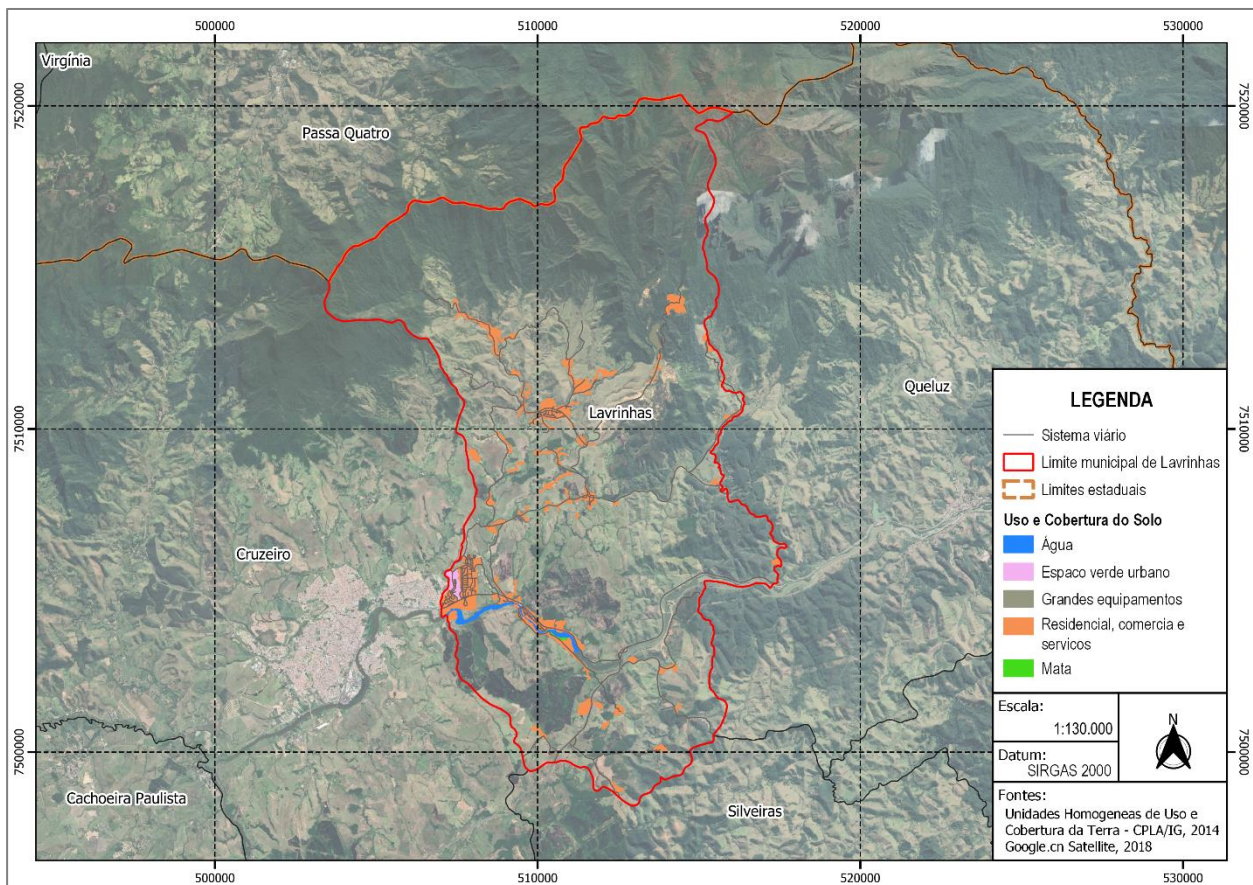 500000
510000
520000
530000
7520000
7520000
Virgínia
Passa Quatro
Queluz
7510000
7510000
Lavrinhas
Cruzeiro
7500000
7500000
Cachoeira Paulista
Silveiras
LEGENDA
Sistema viário
Limite municipal de Lavrinhas
Limites estaduais
Uso e Cobertura do Solo
Água
Espaco verde urbano
Grandes equipamentos
Residencial, comercia e
servicos
Mata
Escala:
1:130.000
Datum:
SIRGAS 2000
N
Fontes:
Unidades Homogeneas de Uso e
Cobertura da Terra - CPLA/IG, 2014
Google.cn Satellite, 2018
500000
510000
520000
530000